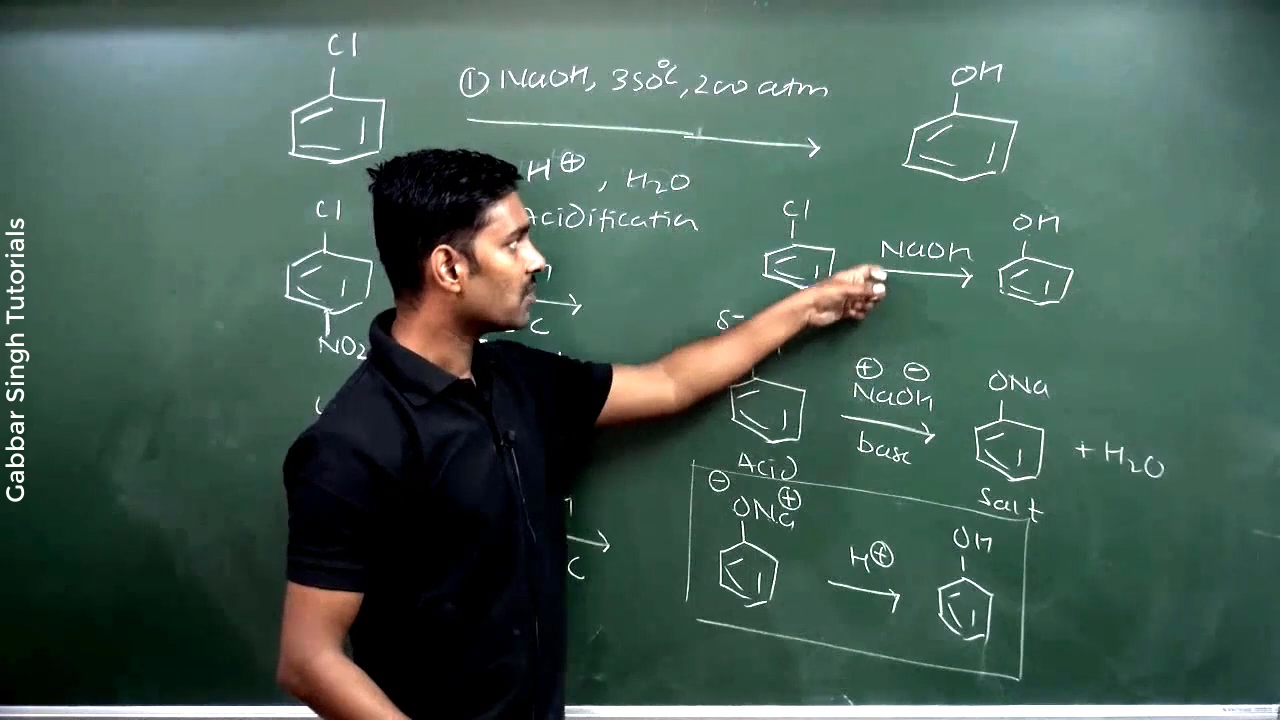 Gabbar Singh Tutorials
Cl
① NaOH, 350°c, 200 atm
OH
H⊕, H2O
Acidification
Cl
NO2
Cl
NaOH
OH
C
δ-
⊕ ⊖
NaOH
base
ONa
+ H2O
Acid
Salt
⊖ ⊕
ONa
H⊕
OH
C